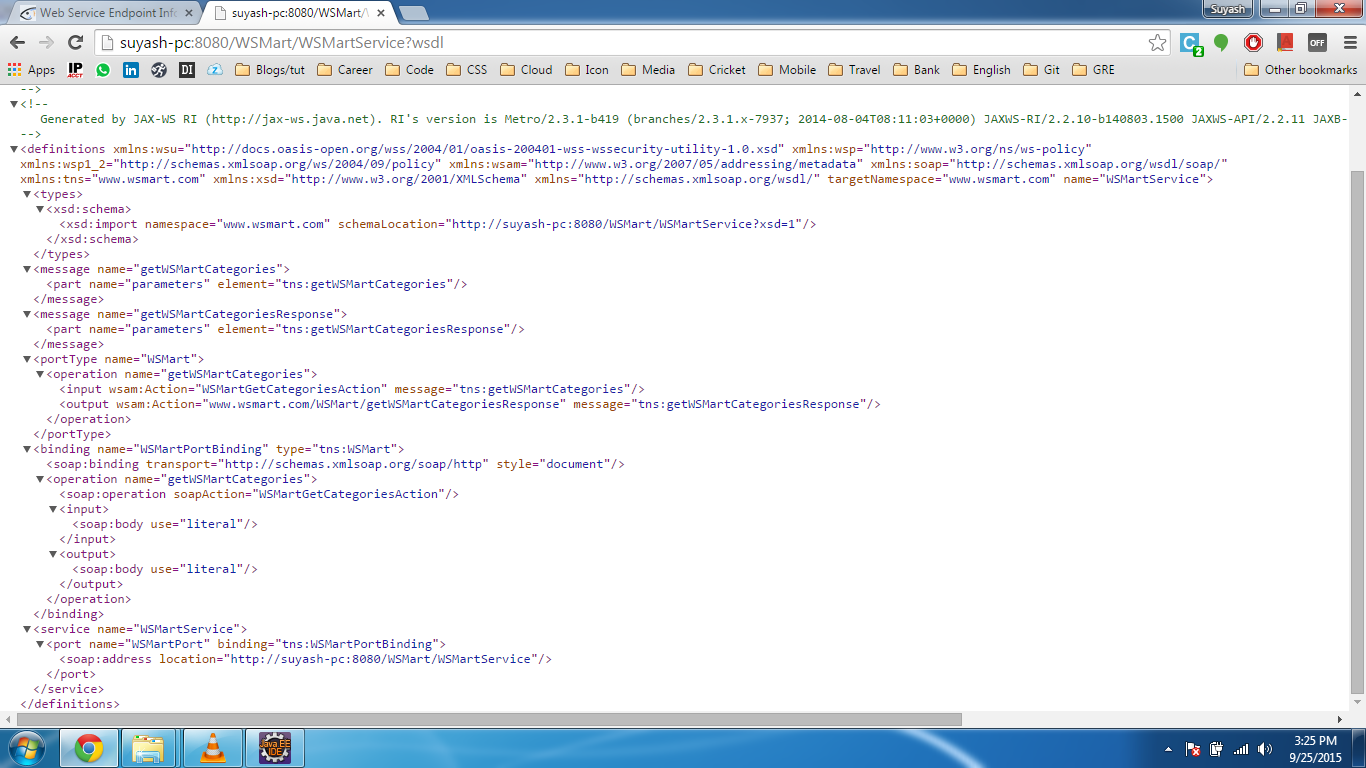 Web Service Endpoint Info
suyash-pc:8080/WSMart/W
Suyash
suyash-pc:8080/WSMart/WSMartService?wsdl
Apps
IP ACCT
DI
Blogs/tut
Career
Code
CSS
Cloud
Icon
Media
Cricket
Mobile
Travel
Bank
English
Git
GRE
Other bookmarks
C 2
OFF
-->
<!--
Generated by JAX-WS RI (http://jax-ws.java.net). RI's version is Metro/2.3.1-b419 (branches/2.3.1.x-7937; 2014-08-04T08:11:03+0000) JAXWS-RI/2.2.10-b140803.1500 JAXWS-API/2.2.11 JAXB-
-->
<definitions xmlns:wsu="http://docs.oasis-open.org/wss/2004/01/oasis-200401-wss-wssecurity-utility-1.0.xsd" xmlns:wsp="http://www.w3.org/ns/ws-policy"
xmlns:wsp1_2="http://schemas.xmlsoap.org/ws/2004/09/policy" xmlns:wsam="http://www.w3.org/2007/05/addressing/metadata" xmlns:soap="http://schemas.xmlsoap.org/wsdl/soap/"
xmlns:tns="www.wsmart.com" xmlns:xsd="http://www.w3.org/2001/XMLSchema" xmlns="http://schemas.xmlsoap.org/wsdl/" targetNamespace="www.wsmart.com" name="WSMartService">
<types>
<xsd:schema>
<xsd:import namespace="www.wsmart.com" schemaLocation="http://suyash-pc:8080/WSMart/WSMartService?xsd=1"/>
</xsd:schema>
</types>
<message name="getWSMartCategories">
<part name="parameters" element="tns:getWSMartCategories"/>
</message>
<message name="getWSMartCategoriesResponse">
<part name="parameters" element="tns:getWSMartCategoriesResponse"/>
</message>
<portType name="WSMart">
<operation name="getWSMartCategories">
<input wsam:Action="WSMartGetCategoriesAction" message="tns:getWSMartCategories"/>
<output wsam:Action="www.wsmart.com/WSMart/getWSMartCategoriesResponse" message="tns:getWSMartCategoriesResponse"/>
</operation>
</portType>
<binding name="WSMartPortBinding" type="tns:WSMart">
<soap:binding transport="http://schemas.xmlsoap.org/soap/http" style="document"/>
<operation name="getWSMartCategories">
<soap:operation soapAction="WSMartGetCategoriesAction"/>
<input>
<soap:body use="literal"/>
</input>
<output>
<soap:body use="literal"/>
</output>
</operation>
</binding>
<service name="WSMartService">
<port name="WSMartPort" binding="tns:WSMartPortBinding">
<soap:address location="http://suyash-pc:8080/WSMart/WSMartService"/>
</port>
</service>
</definitions>
Java EE
IDE
3:25 PM
9/25/2015